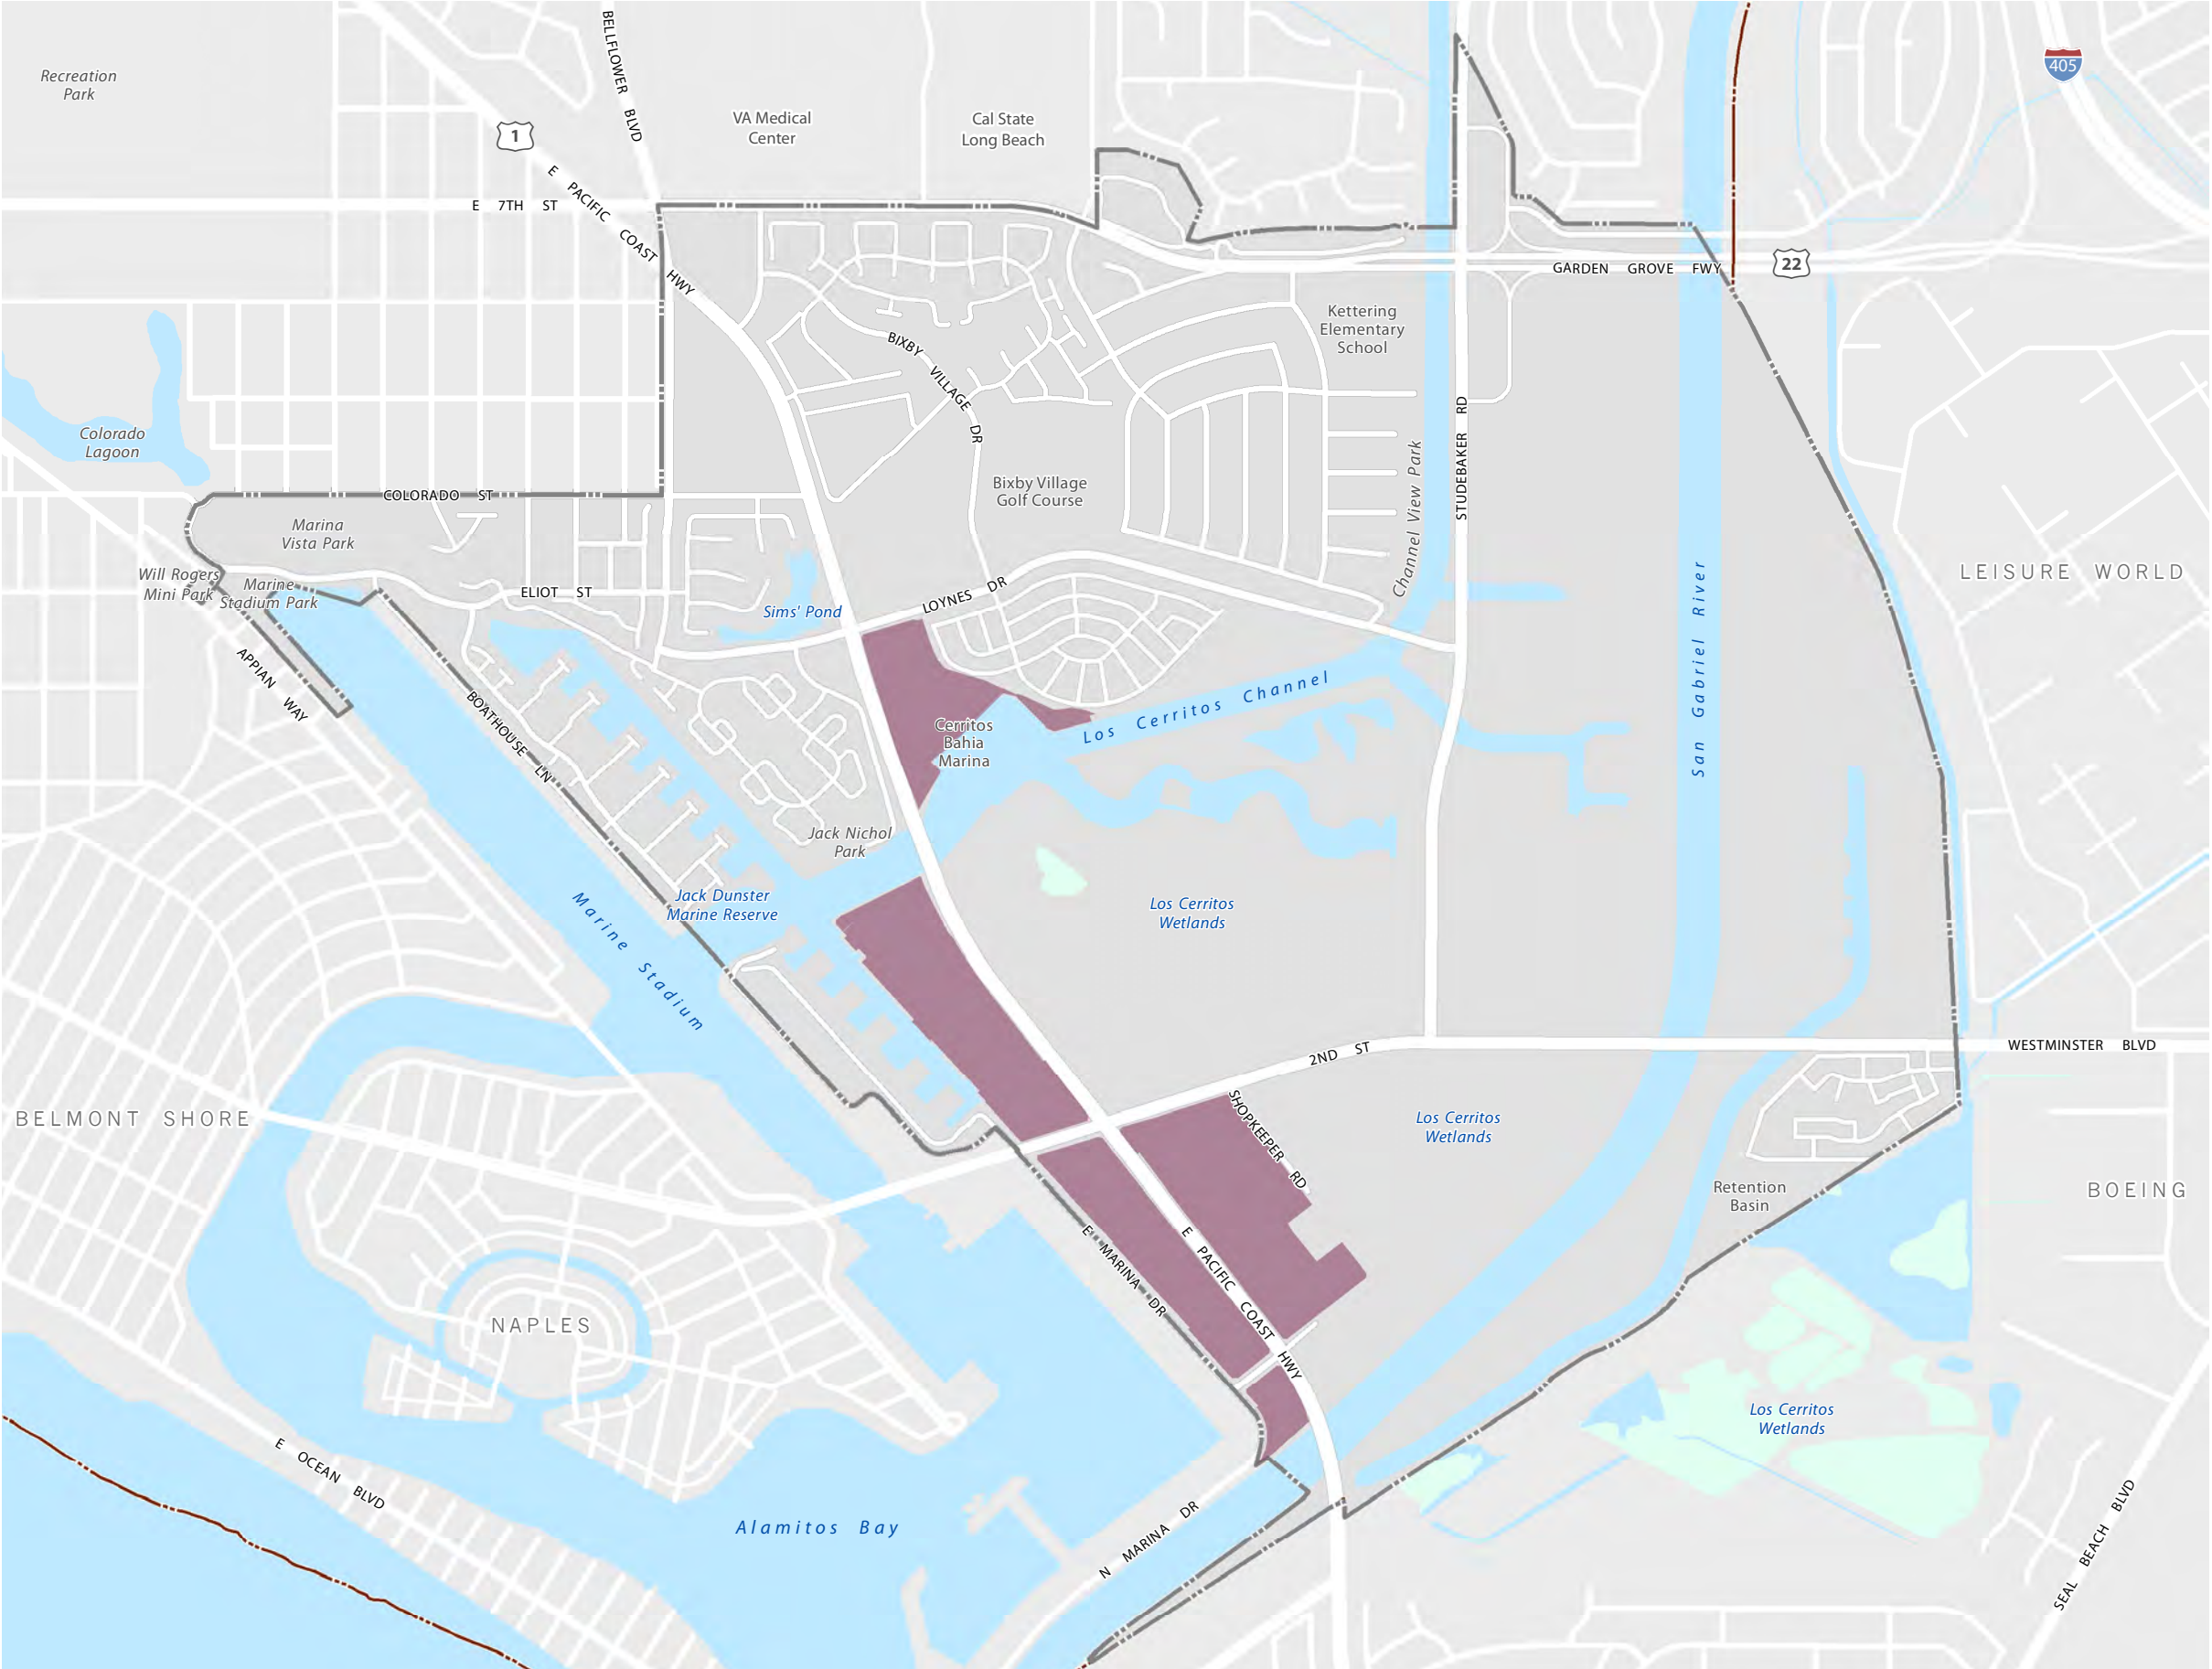 BELLFLOWER BLVD
405
Recreation
Park
1
VA Medical
Center
Cal State
Long Beach
E PACIFIC COAST HWY
E 7TH ST
GARDEN GROVE FWY
22
Kettering
Elementary
School
BIXBY VILLAGE DR
STUDEBAKER RD
Colorado
Lagoon
Channel View Park
Bixby Village
Golf Course
COLORADO ST
Marina
Vista Park
Will Rogers
Mini Park
Marine
Stadium Park
ELIOT ST
LOYNES DR
Sims' Pond
LEISURE WORLD
San Gabriel River
APPIAN WAY
BOATHOUSE LN
Los Cerritos Channel
Cerritos
Bahia
Marina
Jack Nichol
Park
Jack Dunster
Marine Reserve
Los Cerritos
Wetlands
Marine Stadium
2ND ST
WESTMINSTER BLVD
BELMONT SHORE
SHOPKEEPER RD
Los Cerritos
Wetlands
Retention
Basin
BOEING
E MARINA DR
E PACIFIC COAST HWY
NAPLES
Los Cerritos
Wetlands
E OCEAN BLVD
Alamitos Bay
N MARINA DR
SEAL BEACH BLVD